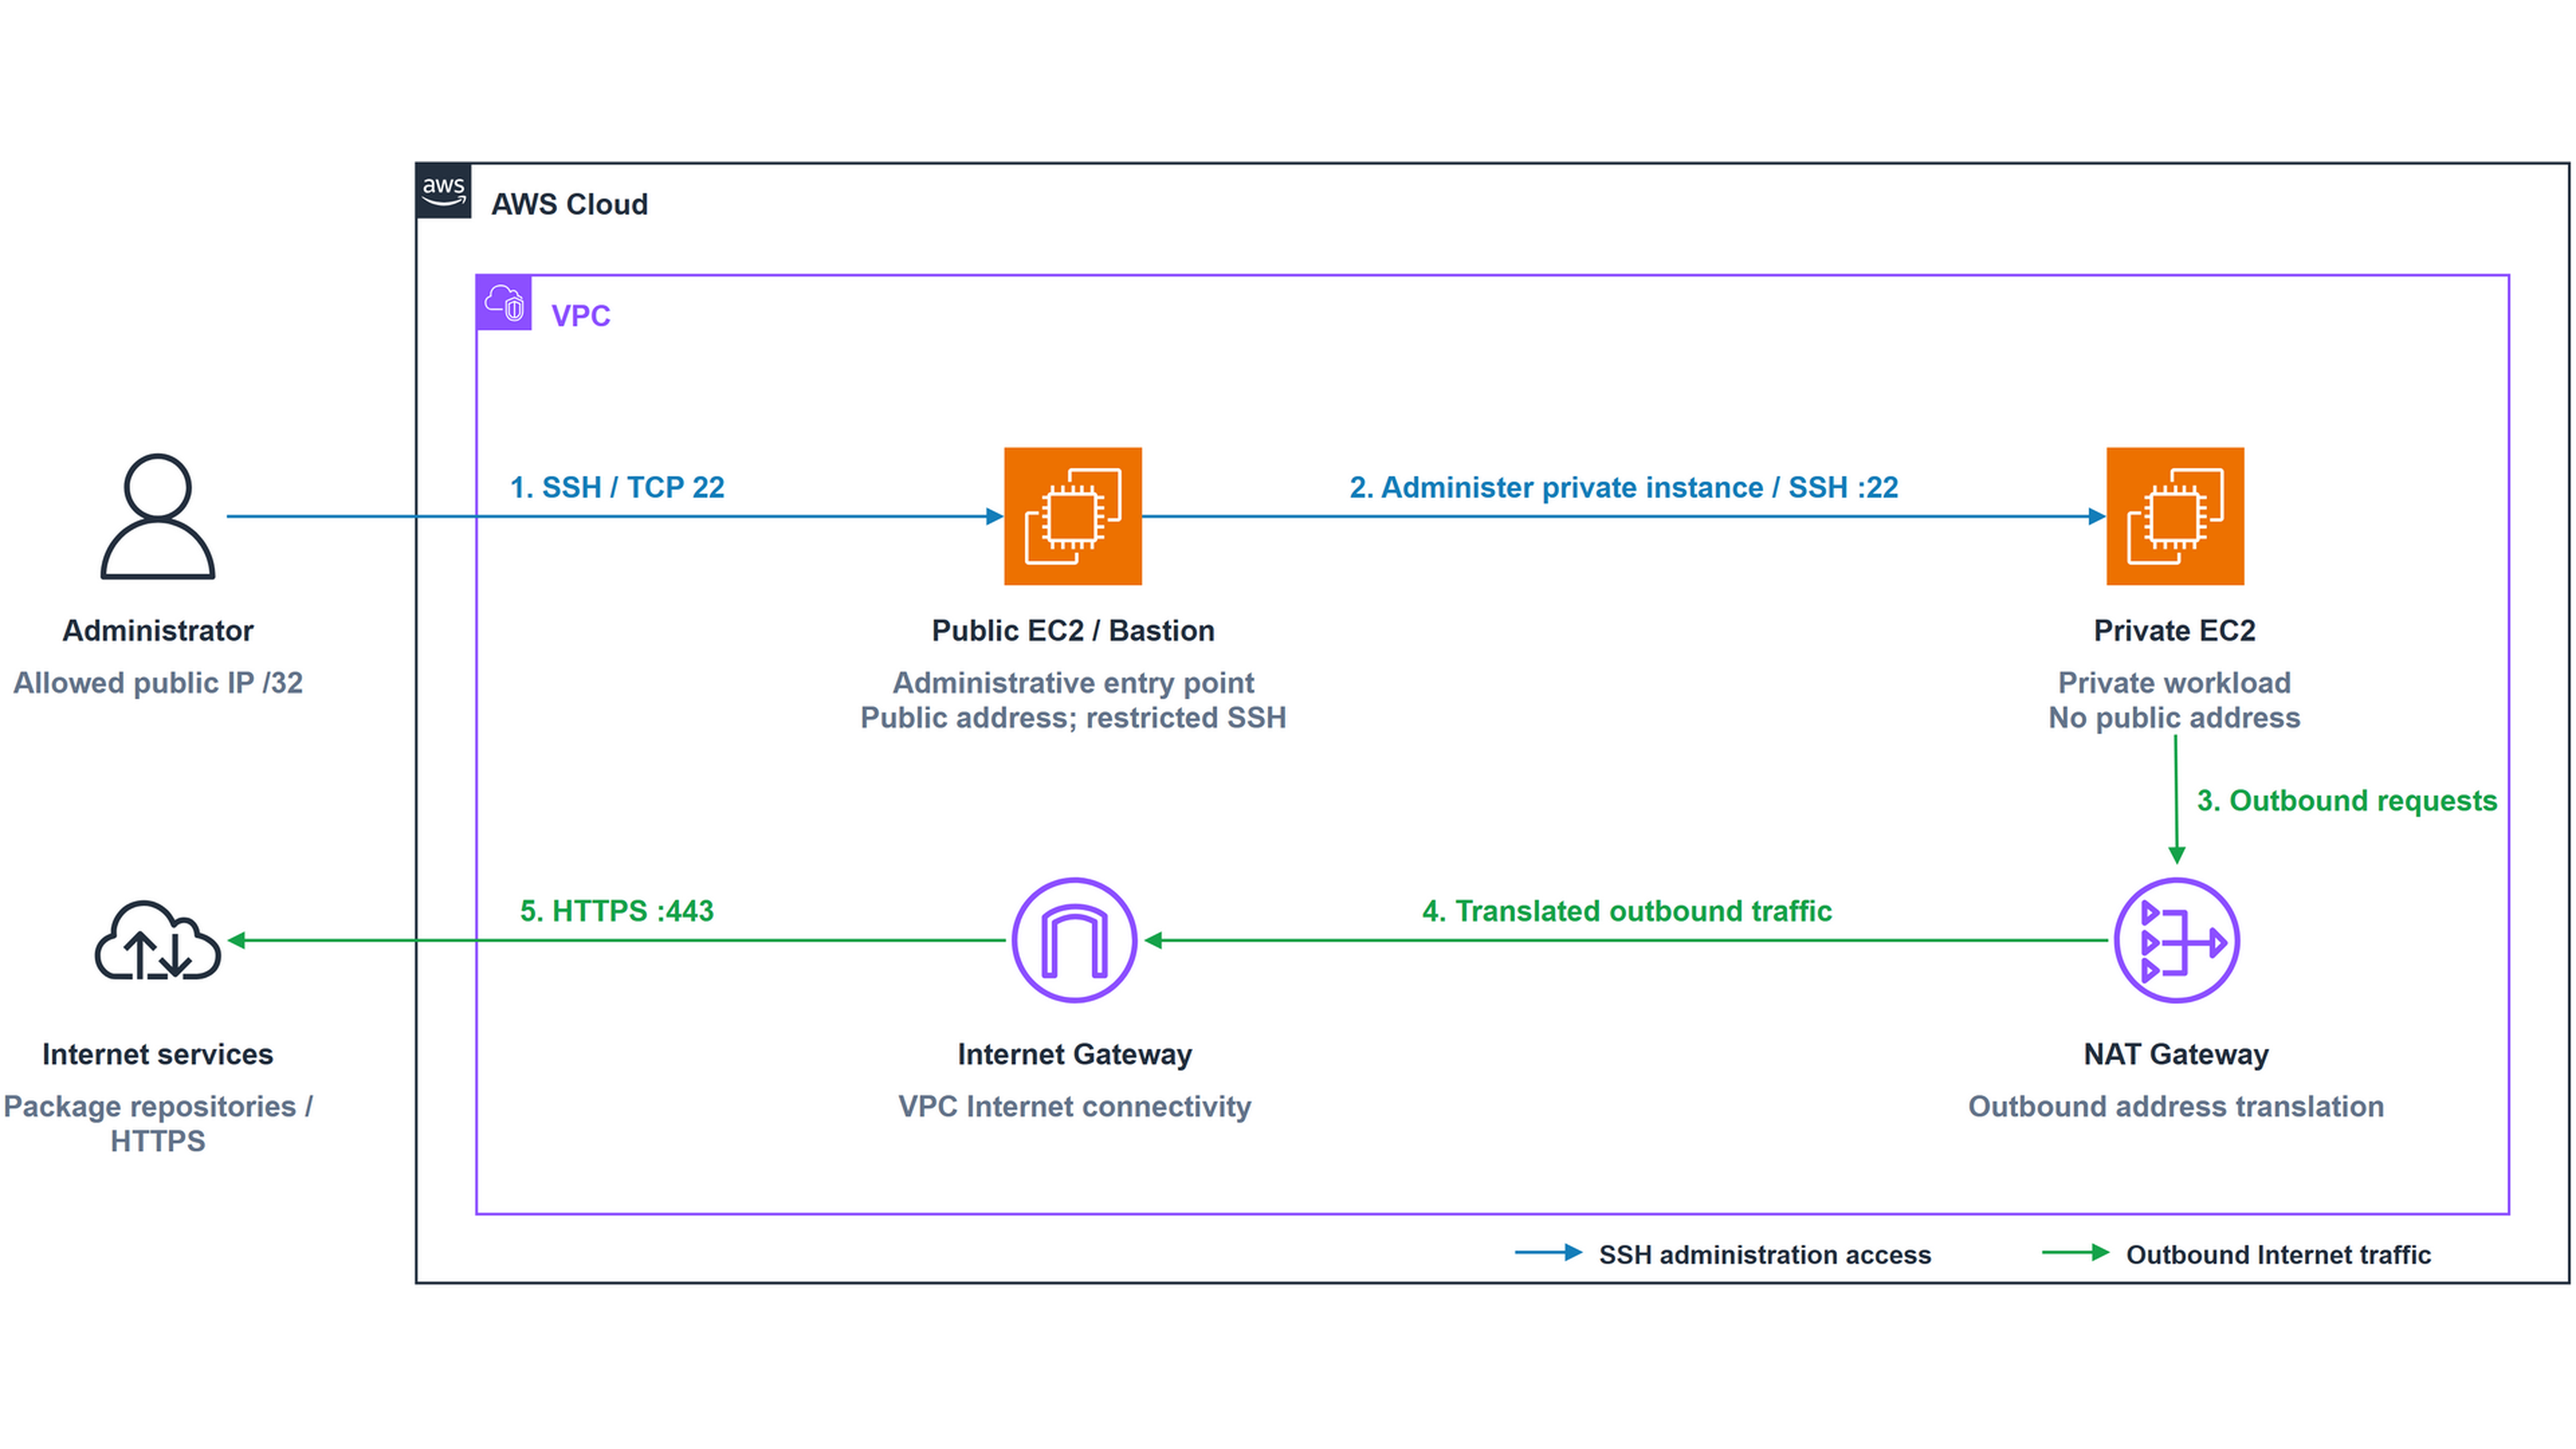 aws
AWS Cloud
VPC
1. SSH / TCP 22
2. Administer private instance / SSH :22
Administrator
Allowed public IP /32
Public EC2 / Bastion
Administrative entry point
Public address; restricted SSH
Private EC2
Private workload
No public address
3. Outbound requests
5. HTTPS :443
4. Translated outbound traffic
Internet services
Package repositories /
HTTPS
Internet Gateway
VPC Internet connectivity
NAT Gateway
Outbound address translation
SSH administration access
Outbound Internet traffic